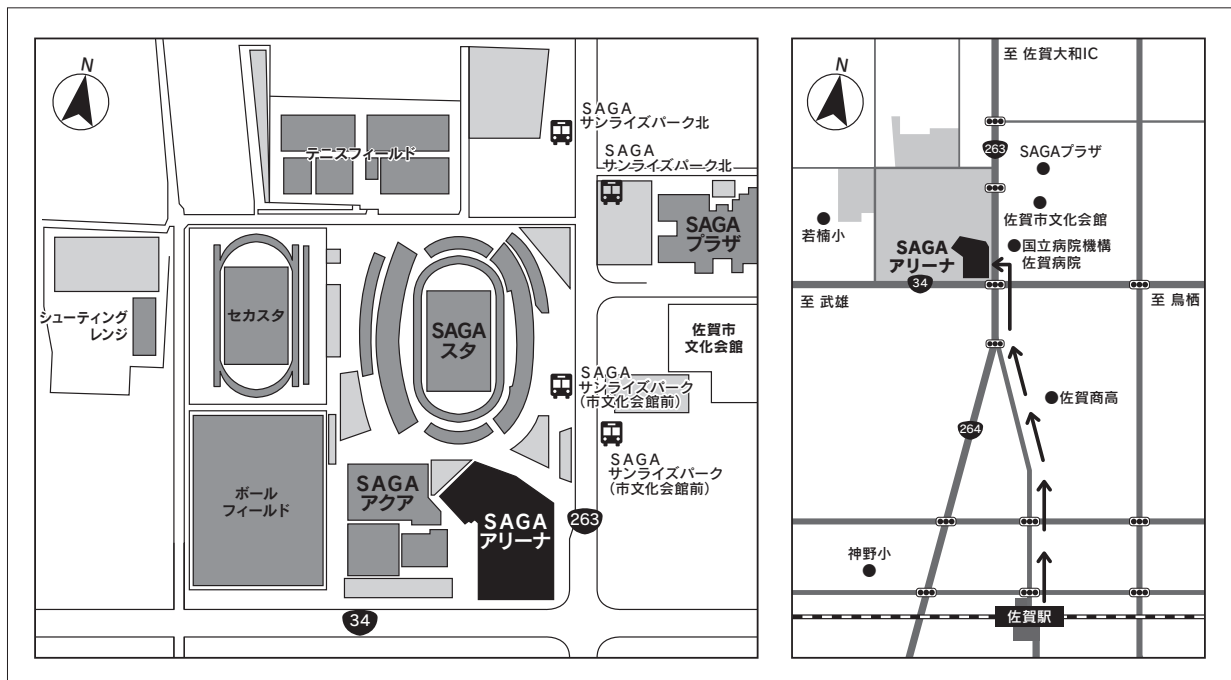 N
SAGA
サンライズパーク北
SAGA
サンライズパーク北
テニスフィールド
SAGA
プラザ
シューティング
レンジ
セカスタ
SAGA
スタ
佐賀市
文化会館
SAGA
サンライズパーク
(市文化会館前)
SAGA
サンライズパーク
(市文化会館前)
ボール
フィールド
SAGA
アクア
SAGA
アリーナ
263
34
N
至 佐賀大和IC
263
SAGAプラザ
佐賀市文化会館
若楠小
国立病院機構
佐賀病院
SAGA
アリーナ
34
至 武雄
至 鳥栖
佐賀商高
264
神野小
佐賀駅